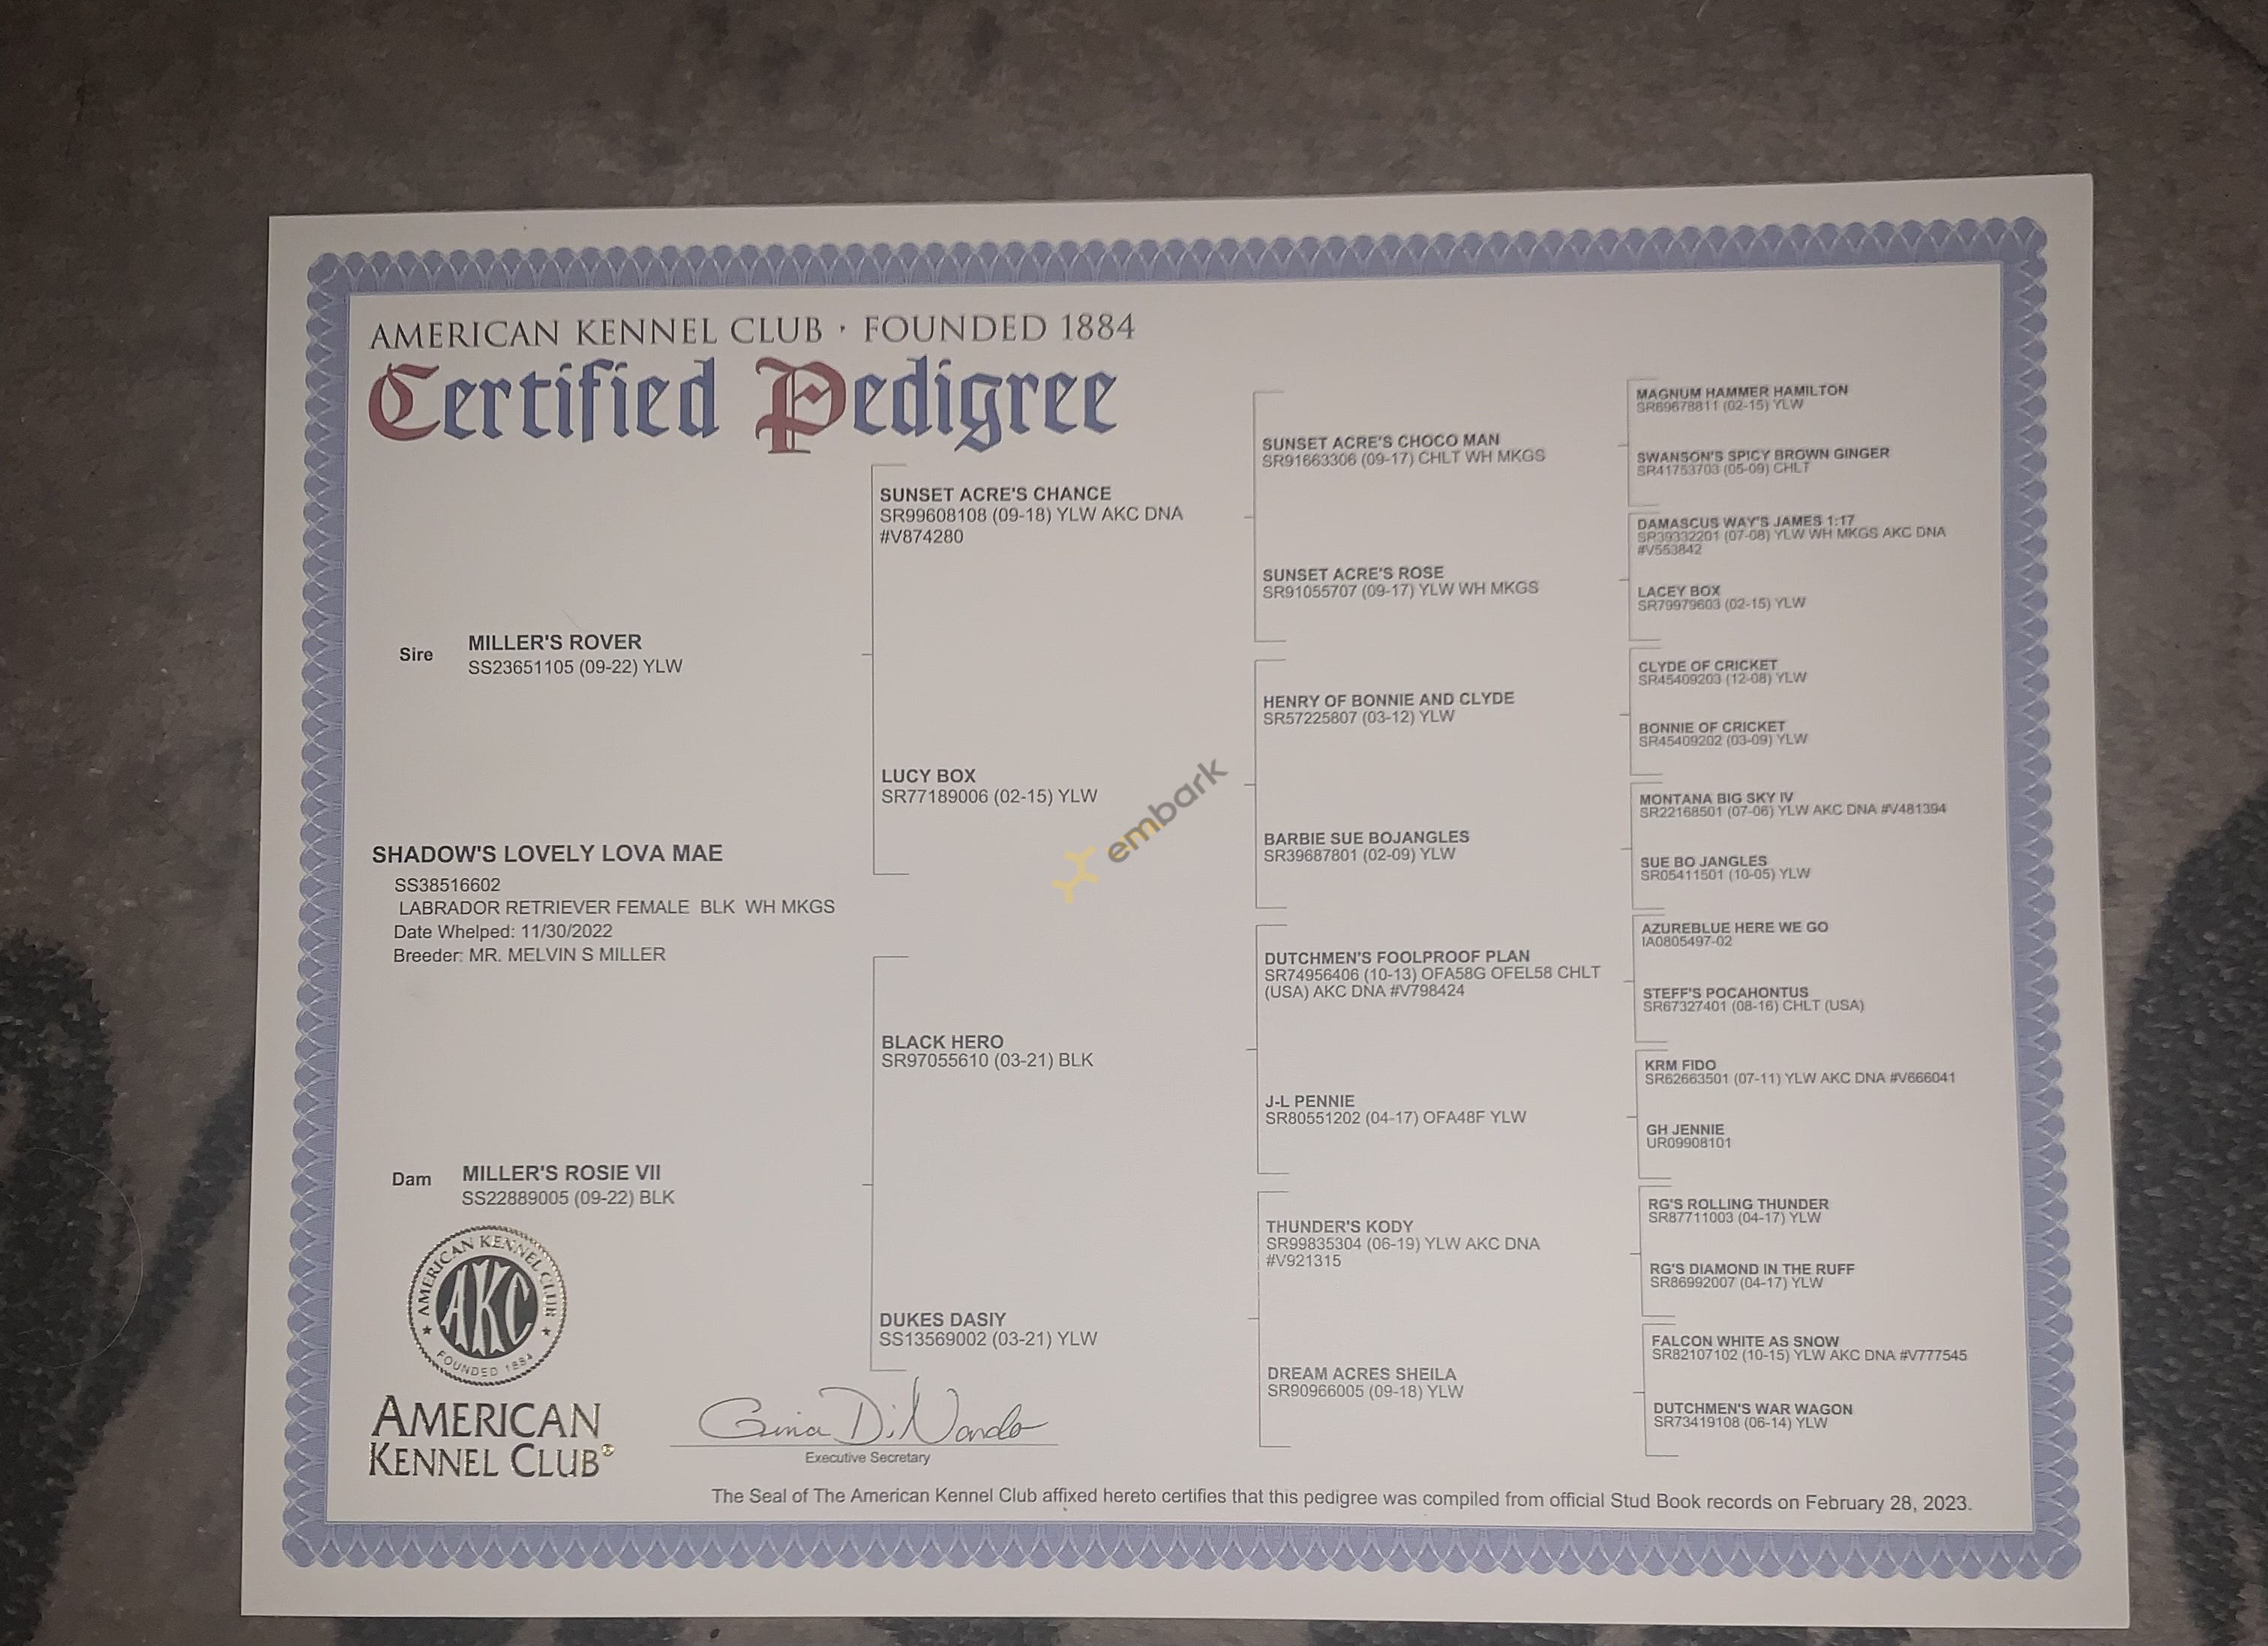 AMERICAN KENNEL CLUB · FOUNDED 1884
Certified Pedigree
Sire
MILLER'S ROVER
SS23651105 (09-22) YLW
SHADOW'S LOVELY LOVA MAE
SS38516602
LABRADOR RETRIEVER FEMALE BLK WH MKGS
Date Whelped: 11/30/2022
Breeder: MR. MELVIN S MILLER
Dam
MILLER'S ROSIE VII
SS22889005 (09-22) BLK
SUNSET ACRE'S CHANCE
SR99608108 (09-18) YLW AKC DNA
#V874280
LUCY BOX
SR77189006 (02-15) YLW
BLACK HERO
SR97055610 (03-21) BLK
DUKES DASIY
SS13569002 (03-21) YLW
SUNSET ACRE'S CHOCO MAN
SR91663306 (09-17) CHLT WH MKGS
SUNSET ACRE'S ROSE
SR91055707 (09-17) YLW WH MKGS
HENRY OF BONNIE AND CLYDE
SR57225807 (03-12) YLW
BARBIE SUE BOJANGLES
SR39687801 (02-09) YLW
DUTCHMEN'S FOOLPROOF PLAN
SR74956406 (10-13) OFA58G OFEL58 CHLT
(USA) AKC DNA #V798424
J-L PENNIE
SR80551202 (04-17) OFA48F YLW
THUNDER'S KODY
SR99835304 (06-19) YLW AKC DNA
#V921315
DREAM ACRES SHEILA
SR90966005 (09-18) YLW
MAGNUM HAMMER HAMILTON
SR69678811 (02-15) YLW
SWANSON'S SPICY BROWN GINGER
SR41753703 (05-09) CHLT
DAMASCUS WAY'S JAMES 1:17
SR39332201 (07-08) YLW WH MKGS AKC DNA
#V553842
LACEY BOX
SR79979603 (02-15) YLW
CLYDE OF CRICKET
SR45409203 (12-08) YLW
BONNIE OF CRICKET
SR45409202 (03-09) YLW
MONTANA BIG SKY IV
SR22168501 (07-06) YLW AKC DNA #V481394
SUE BO JANGLES
SR05411501 (10-05) YLW
AZUREBLUE HERE WE GO
IA0805497-02
STEFF'S POCAHONTUS
SR67327401 (08-16) CHLT (USA)
KRM FIDO
SR62663501 (07-11) YLW AKC DNA #V666041
GH JENNIE
UR09908101
RG'S ROLLING THUNDER
SR87711003 (04-17) YLW
RG'S DIAMOND IN THE RUFF
SR86992007 (04-17) YLW
FALCON WHITE AS SNOW
SR82107102 (10-15) YLW AKC DNA #V777545
DUTCHMEN'S WAR WAGON
SR73419108 (06-14) YLW
embark
AMERICAN KENNEL CLUB
AKC
FOUNDED 1884
AMERICAN
KENNEL CLUB®
Gina DiNardo
Executive Secretary
The Seal of The American Kennel Club affixed hereto certifies that this pedigree was compiled from official Stud Book records on February 28, 2023.